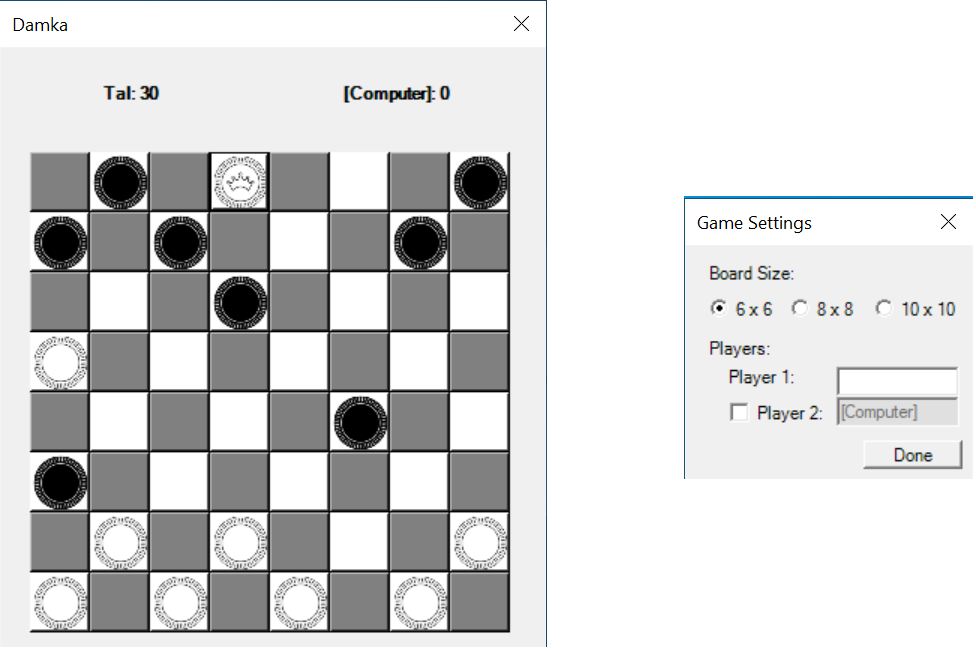 Damka
Tal: 30
[Computer]: 0
Game Settings
Board Size:
6 x 6
8 x 8
10 x 10
Players:
Player 1:
Player 2:
[Computer]
Done